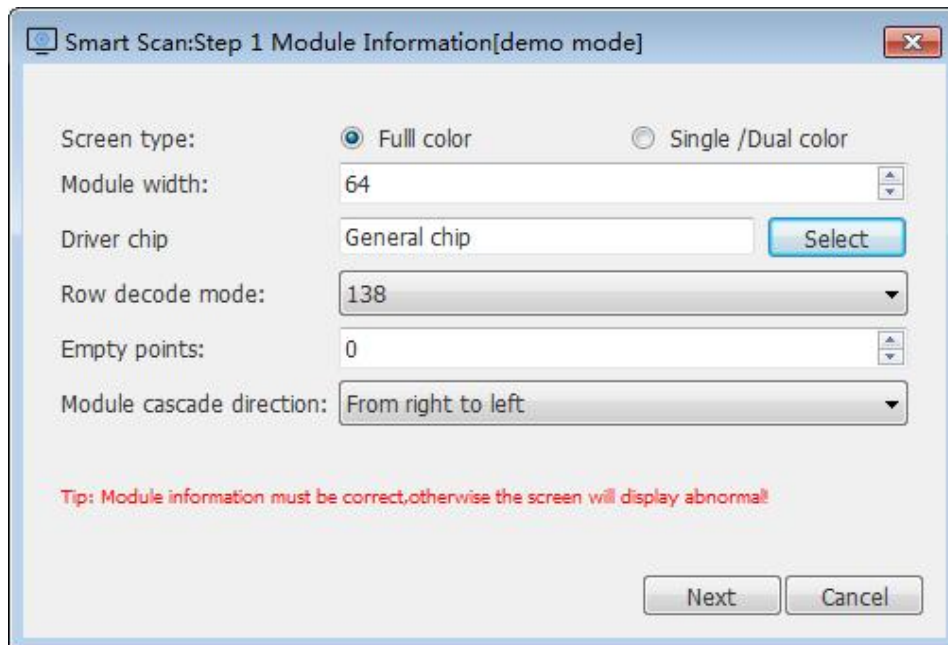 Smart Scan:Step 1 Module Information[demo mode]
Screen type: Fulll color Single /Dual color
Module width: 64
Driver chip General chip Select
Row decode mode: 138
Empty points: 0
Module cascade direction: From right to left
Tip: Module information must be correct,otherwise the screen will display abnormal!
Next Cancel